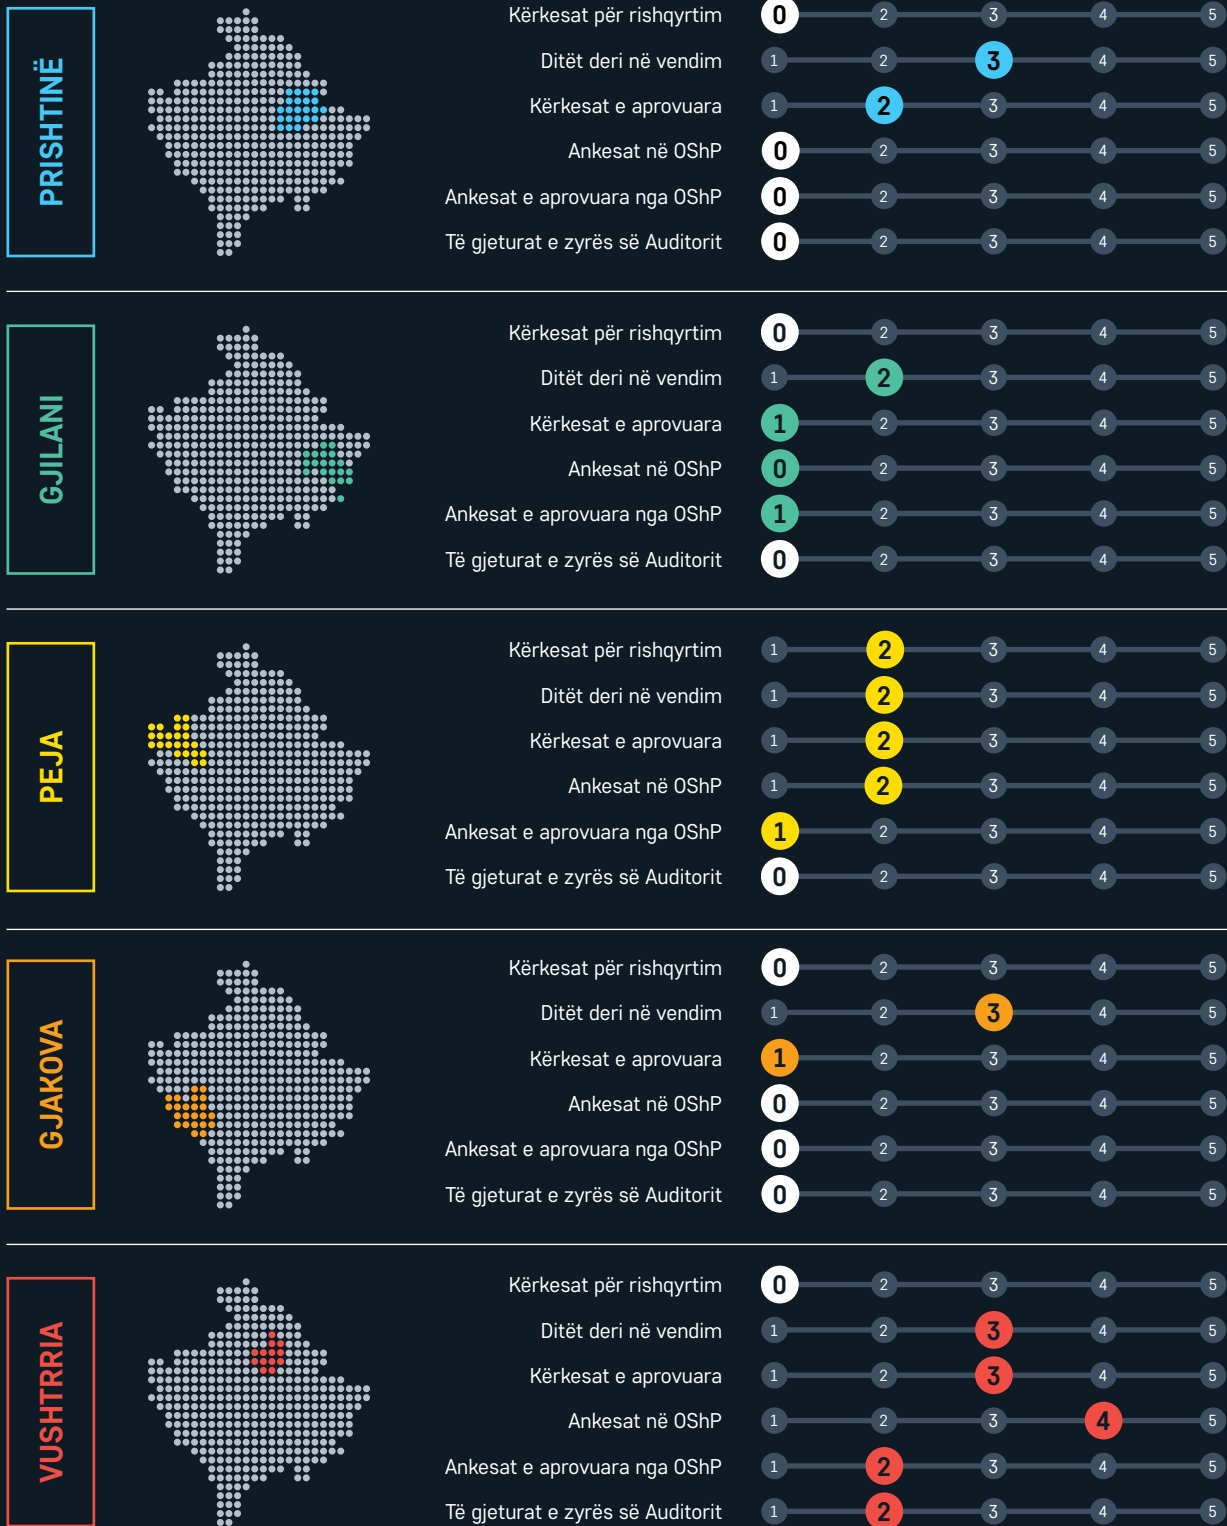 PRISHTINË
Kërkesat për rishqyrtim 0 2 3 4 5
Ditët deri në vendim 1 2 3 4 5
Kërkesat e aprovuara 1 2 3 4 5
Ankesat në OShP 0 2 3 4 5
Ankesat e aprovuara nga OShP 0 2 3 4 5
Të gjeturat e zyrës së Auditorit 0 2 3 4 5
GJILANI
Kërkesat për rishqyrtim 0 2 3 4 5
Ditët deri në vendim 1 2 3 4 5
Kërkesat e aprovuara 1 2 3 4 5
Ankesat në OShP 0 2 3 4 5
Ankesat e aprovuara nga OShP 1 2 3 4 5
Të gjeturat e zyrës së Auditorit 0 2 3 4 5
PEJA
Kërkesat për rishqyrtim 1 2 3 4 5
Ditët deri në vendim 1 2 3 4 5
Kërkesat e aprovuara 1 2 3 4 5
Ankesat në OShP 1 2 3 4 5
Ankesat e aprovuara nga OShP 1 2 3 4 5
Të gjeturat e zyrës së Auditorit 0 2 3 4 5
GJAKOVA
Kërkesat për rishqyrtim 0 2 3 4 5
Ditët deri në vendim 1 2 3 4 5
Kërkesat e aprovuara 1 2 3 4 5
Ankesat në OShP 0 2 3 4 5
Ankesat e aprovuara nga OShP 0 2 3 4 5
Të gjeturat e zyrës së Auditorit 0 2 3 4 5
VUSHTRRIA
Kërkesat për rishqyrtim 0 2 3 4 5
Ditët deri në vendim 1 2 3 4 5
Kërkesat e aprovuara 1 2 3 4 5
Ankesat në OShP 1 2 3 4 5
Ankesat e aprovuara nga OShP 1 2 3 4 5
Të gjeturat e zyrës së Auditorit 1 2 3 4 5